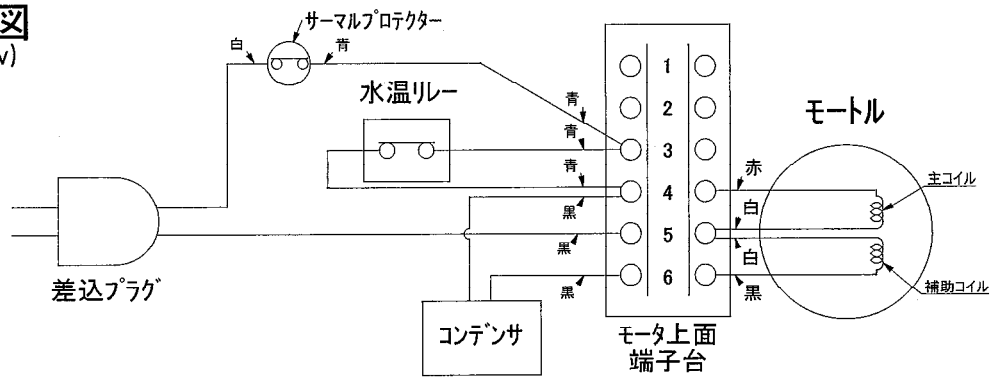 図
v)
サーマルプロテクター
白
青
水温リレー
青
青
青
黒
黒
黒
差込プラグ
コンデンサ
1
2
3
4
5
6
モータ上面
端子台
モートル
赤
白
白
黒
主コイル
補助コイル